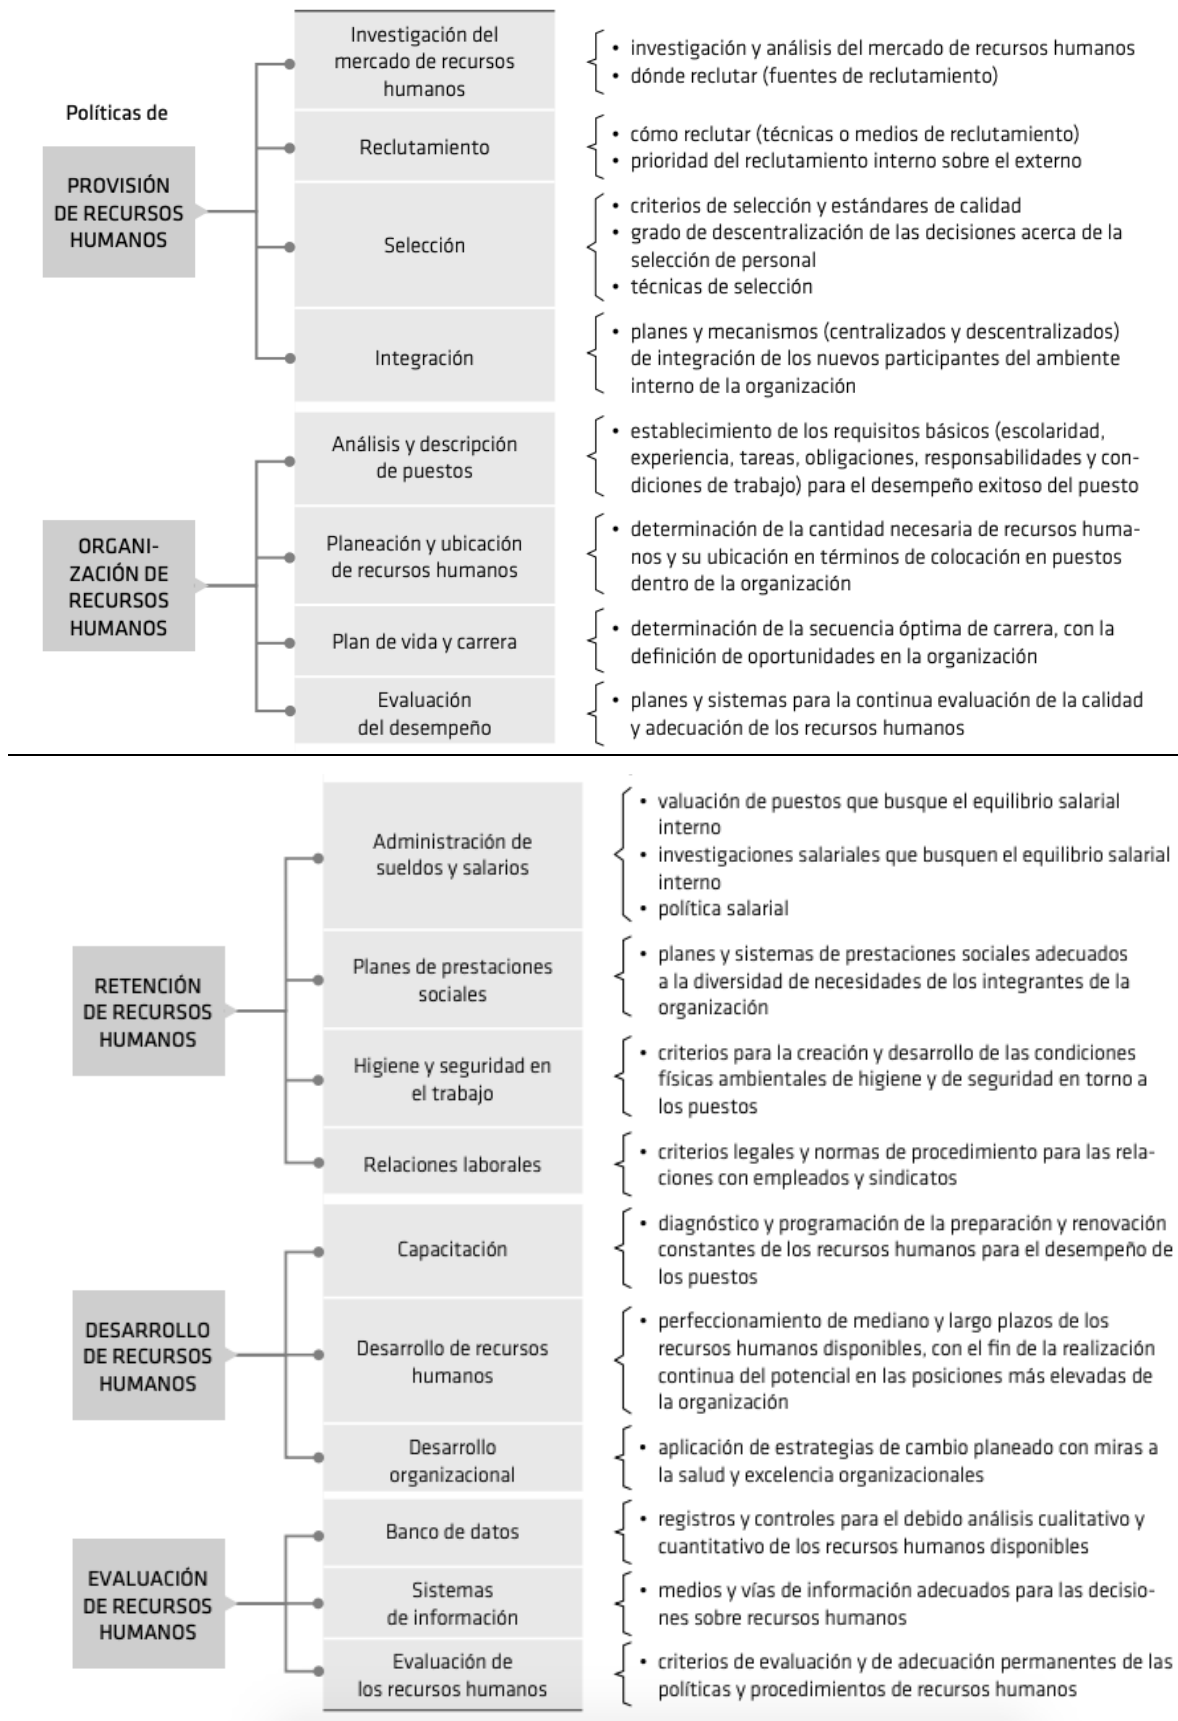 Políticas de
PROVISIÓN
DE RECURSOS
HUMANOS
Investigación del
mercado de recursos
humanos
• investigación y análisis del mercado de recursos humanos
• dónde reclutar (fuentes de reclutamiento)
Reclutamiento
• cómo reclutar (técnicas o medios de reclutamiento)
• prioridad del reclutamiento interno sobre el externo
Selección
• criterios de selección y estándares de calidad
• grado de descentralización de las decisiones acerca de la
selección de personal
• técnicas de selección
Integración
• planes y mecanismos (centralizados y descentralizados)
de integración de los nuevos participantes del ambiente
interno de la organización
ORGANI-
ZACIÓN DE
RECURSOS
HUMANOS
Análisis y descripción
de puestos
• establecimiento de los requisitos básicos (escolaridad,
experiencia, tareas, obligaciones, responsabilidades y con-
diciones de trabajo) para el desempeño exitoso del puesto
Planeación y ubicación
de recursos humanos
• determinación de la cantidad necesaria de recursos huma-
nos y su ubicación en términos de colocación en puestos
dentro de la organización
Plan de vida y carrera
• determinación de la secuencia óptima de carrera, con la
definición de oportunidades en la organización
Evaluación
del desempeño
• planes y sistemas para la continua evaluación de la calidad
y adecuación de los recursos humanos
RETENCIÓN
DE RECURSOS
HUMANOS
Administración de
sueldos y salarios
• valuación de puestos que busque el equilibrio salarial
interno
• investigaciones salariales que busquen el equilibrio salarial
interno
• política salarial
Planes de prestaciones
sociales
• planes y sistemas de prestaciones sociales adecuados
a la diversidad de necesidades de los integrantes de la
organización
Higiene y seguridad en
el trabajo
• criterios para la creación y desarrollo de las condiciones
físicas ambientales de higiene y de seguridad en torno a
los puestos
Relaciones laborales
• criterios legales y normas de procedimiento para las rela-
ciones con empleados y sindicatos
DESARROLLO
DE RECURSOS
HUMANOS
Capacitación
• diagnóstico y programación de la preparación y renovación
constantes de los recursos humanos para el desempeño de
los puestos
Desarrollo de recursos
humanos
• perfeccionamiento de mediano y largo plazos de los
recursos humanos disponibles, con el fin de la realización
continua del potencial en las posiciones más elevadas de
la organización
Desarrollo
organizacional
• aplicación de estrategias de cambio planeado con miras a
la salud y excelencia organizacionales
EVALUACIÓN
DE RECURSOS
HUMANOS
Banco de datos
• registros y controles para el debido análisis cualitativo y
cuantitativo de los recursos humanos disponibles
Sistemas
de información
• medios y vías de información adecuados para las decisio-
nes sobre recursos humanos
Evaluación de
los recursos humanos
• criterios de evaluación y de adecuación permanentes de las
políticas y procedimientos de recursos humanos